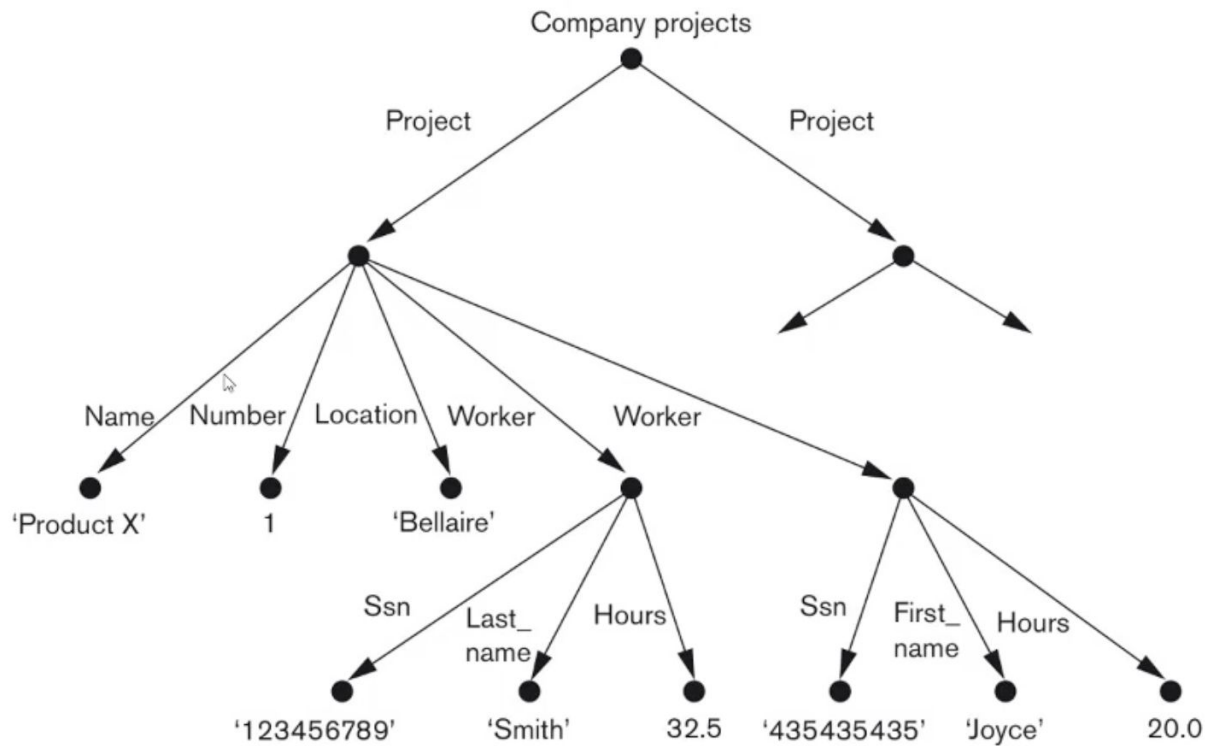 Company projects
Project
Project
Name
Number
Location
Worker
Worker
‘Product X’
1
‘Bellaire’
Ssn
Last_
name
Hours
Ssn
First_
name
Hours
‘123456789’
‘Smith’
32.5
‘435435435’
‘Joyce’
20.0